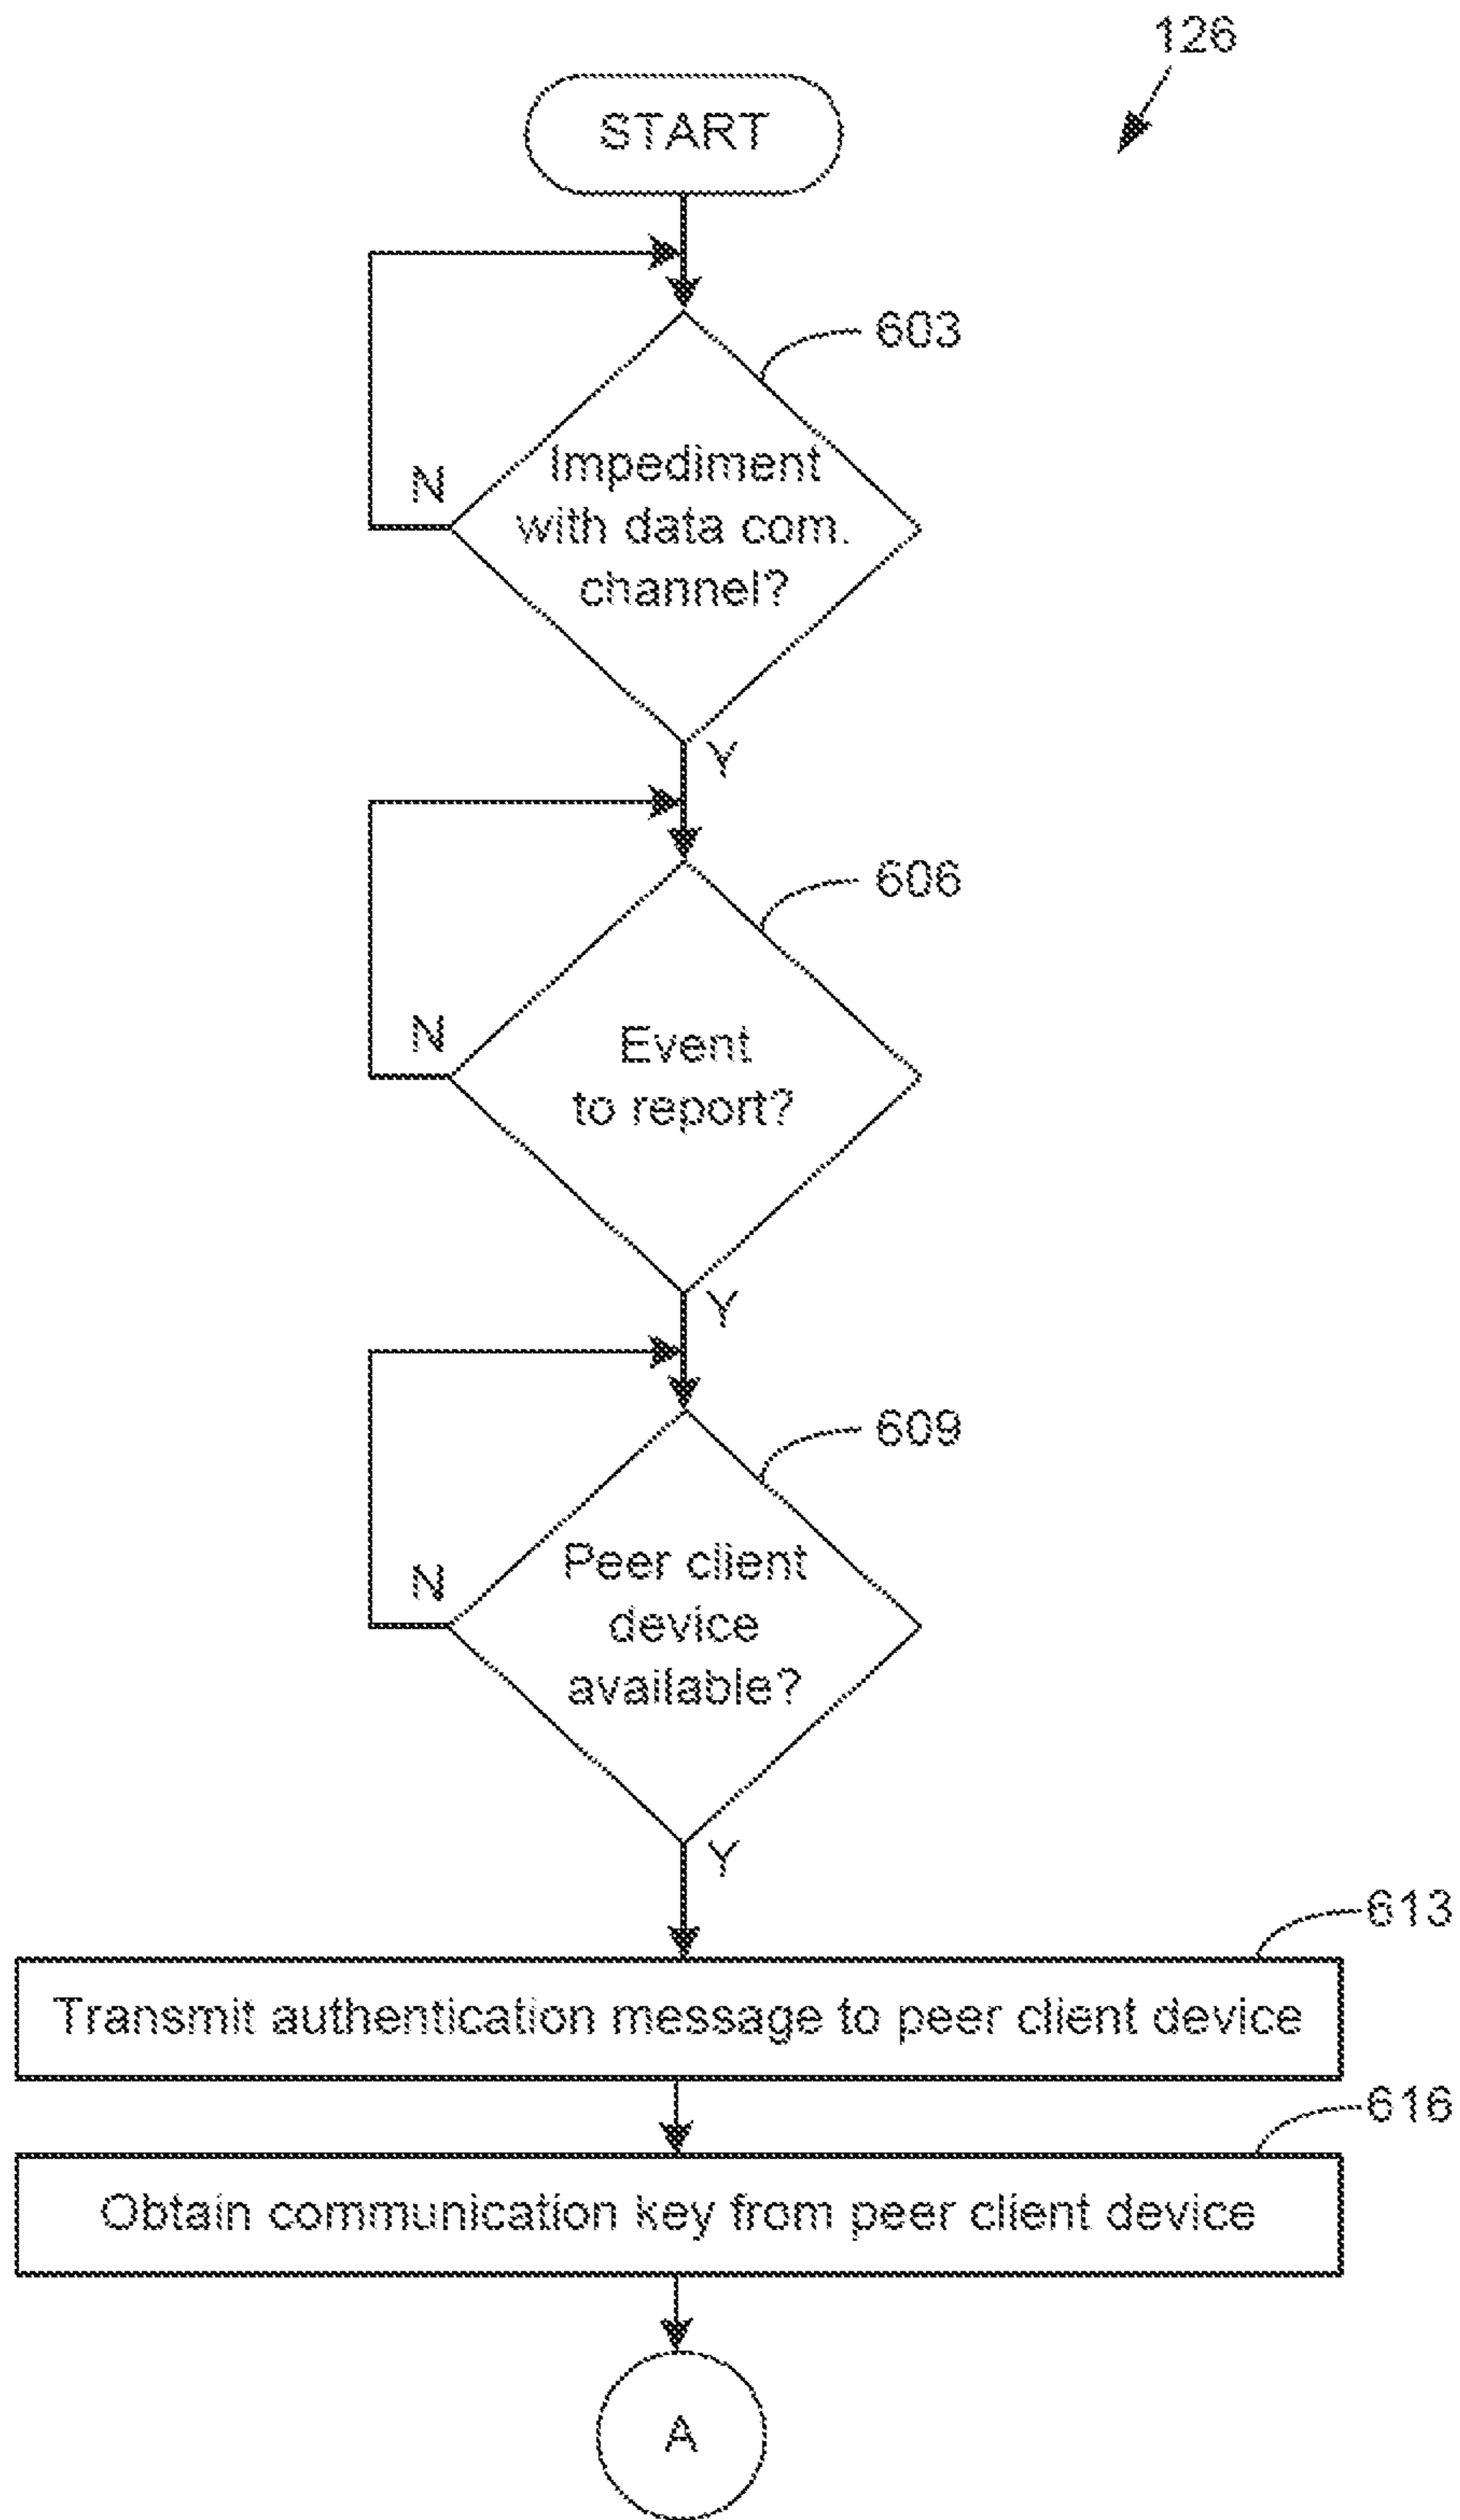 126
START
603
Impediment
with data com.
channel?
N
Y
606
Event
to report?
N
Y
609
Peer client
device
available?
N
Y
613
Transmit authentication message to peer client device
616
Obtain communication key from peer client device
A